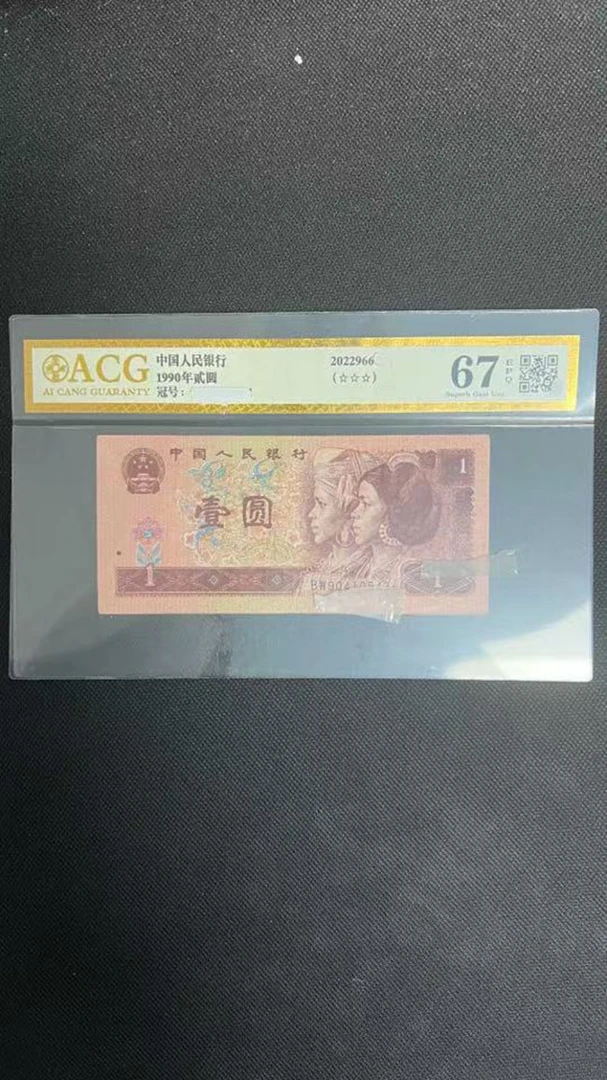 ACG
AI CANG GUARANTY
中国人民银行
1990年贰圆
冠号：
2022966
(☆☆☆)
67
EPQ
Superb Gem Unc
中国人民银行
1
壹圆
1
1